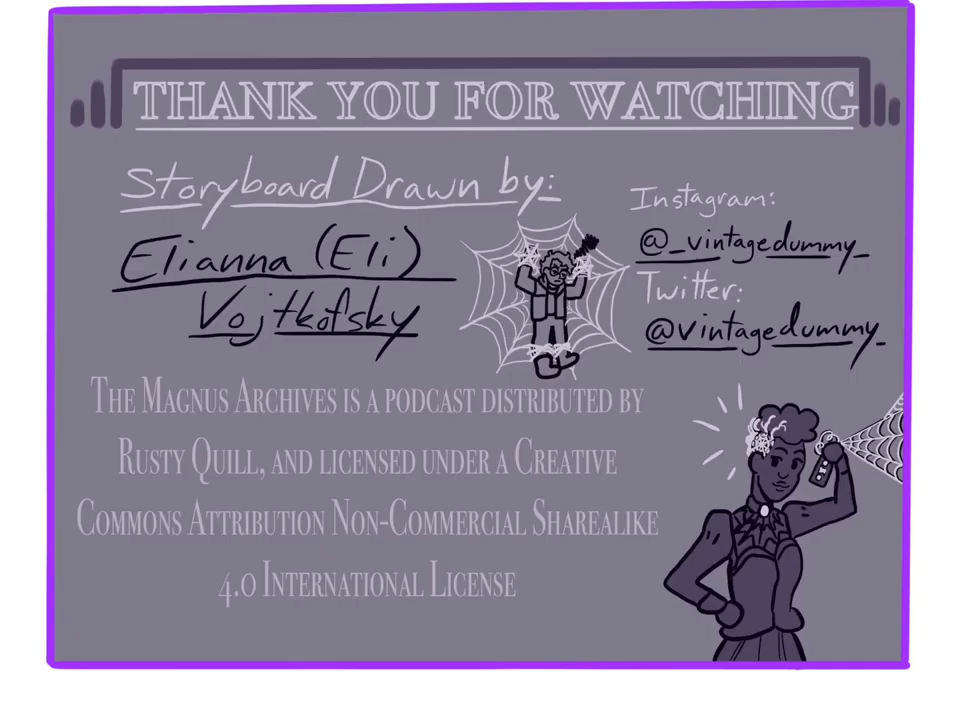 THANK YOU FOR WATCHING
Storyboard Drawn by:
Elianna (Eli)
Vojtkofsky
Instagram:
@_vintagedummy_
Twitter:
@vintagedummy_
THE MAGNUS ARCHIVES IS A PODCAST DISTRIBUTED BY
RUSTY QUILL, AND LICENSED UNDER A CREATIVE
COMMONS ATTRIBUTION NON-COMMERCIAL SHAREALIKE
4.0 INTERNATIONAL LICENSE